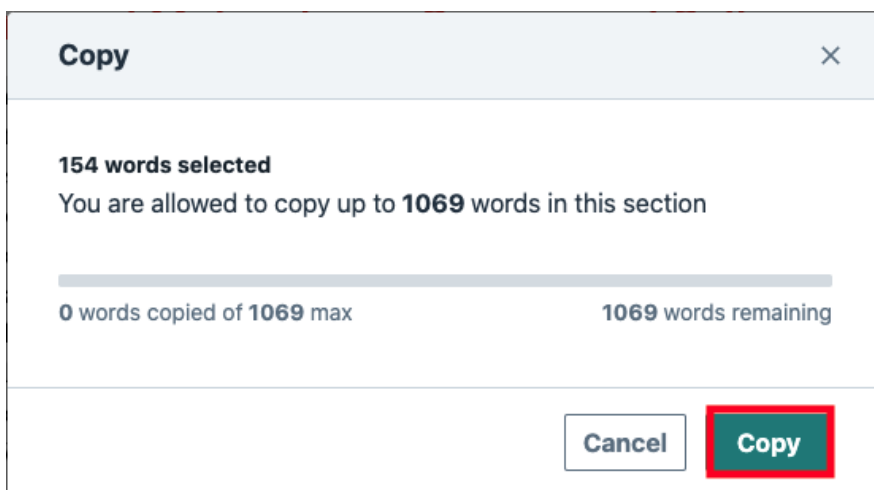 Copy
154 words selected
You are allowed to copy up to 1069 words in this section
0 words copied of 1069 max 1069 words remaining
Cancel Copy